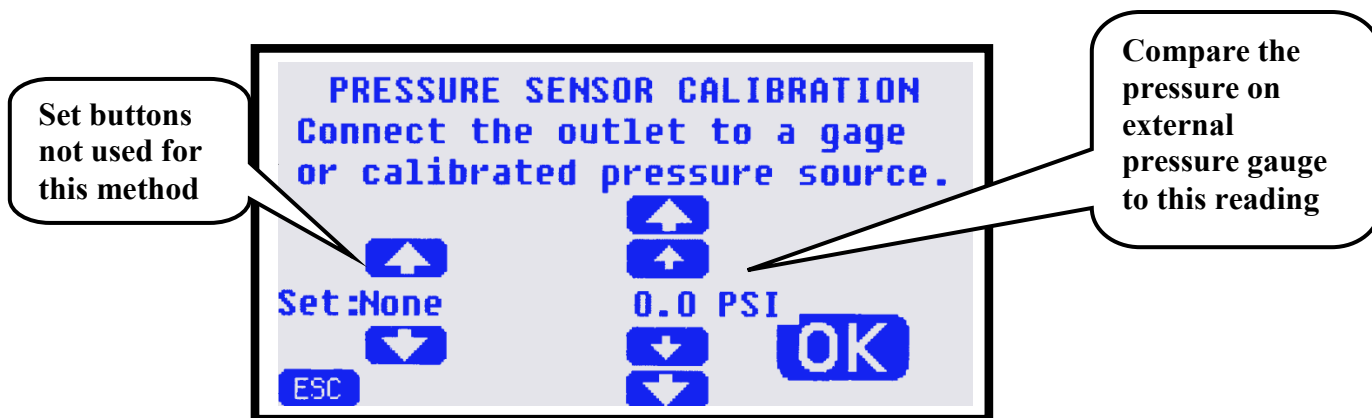 Set buttons
not used for
this method
PRESSURE SENSOR CALIBRATION
Connect the outlet to a gage
or calibrated pressure source.
Set:None
0.0 PSI
OK
ESC
Compare the
pressure on
external
pressure gauge
to this reading